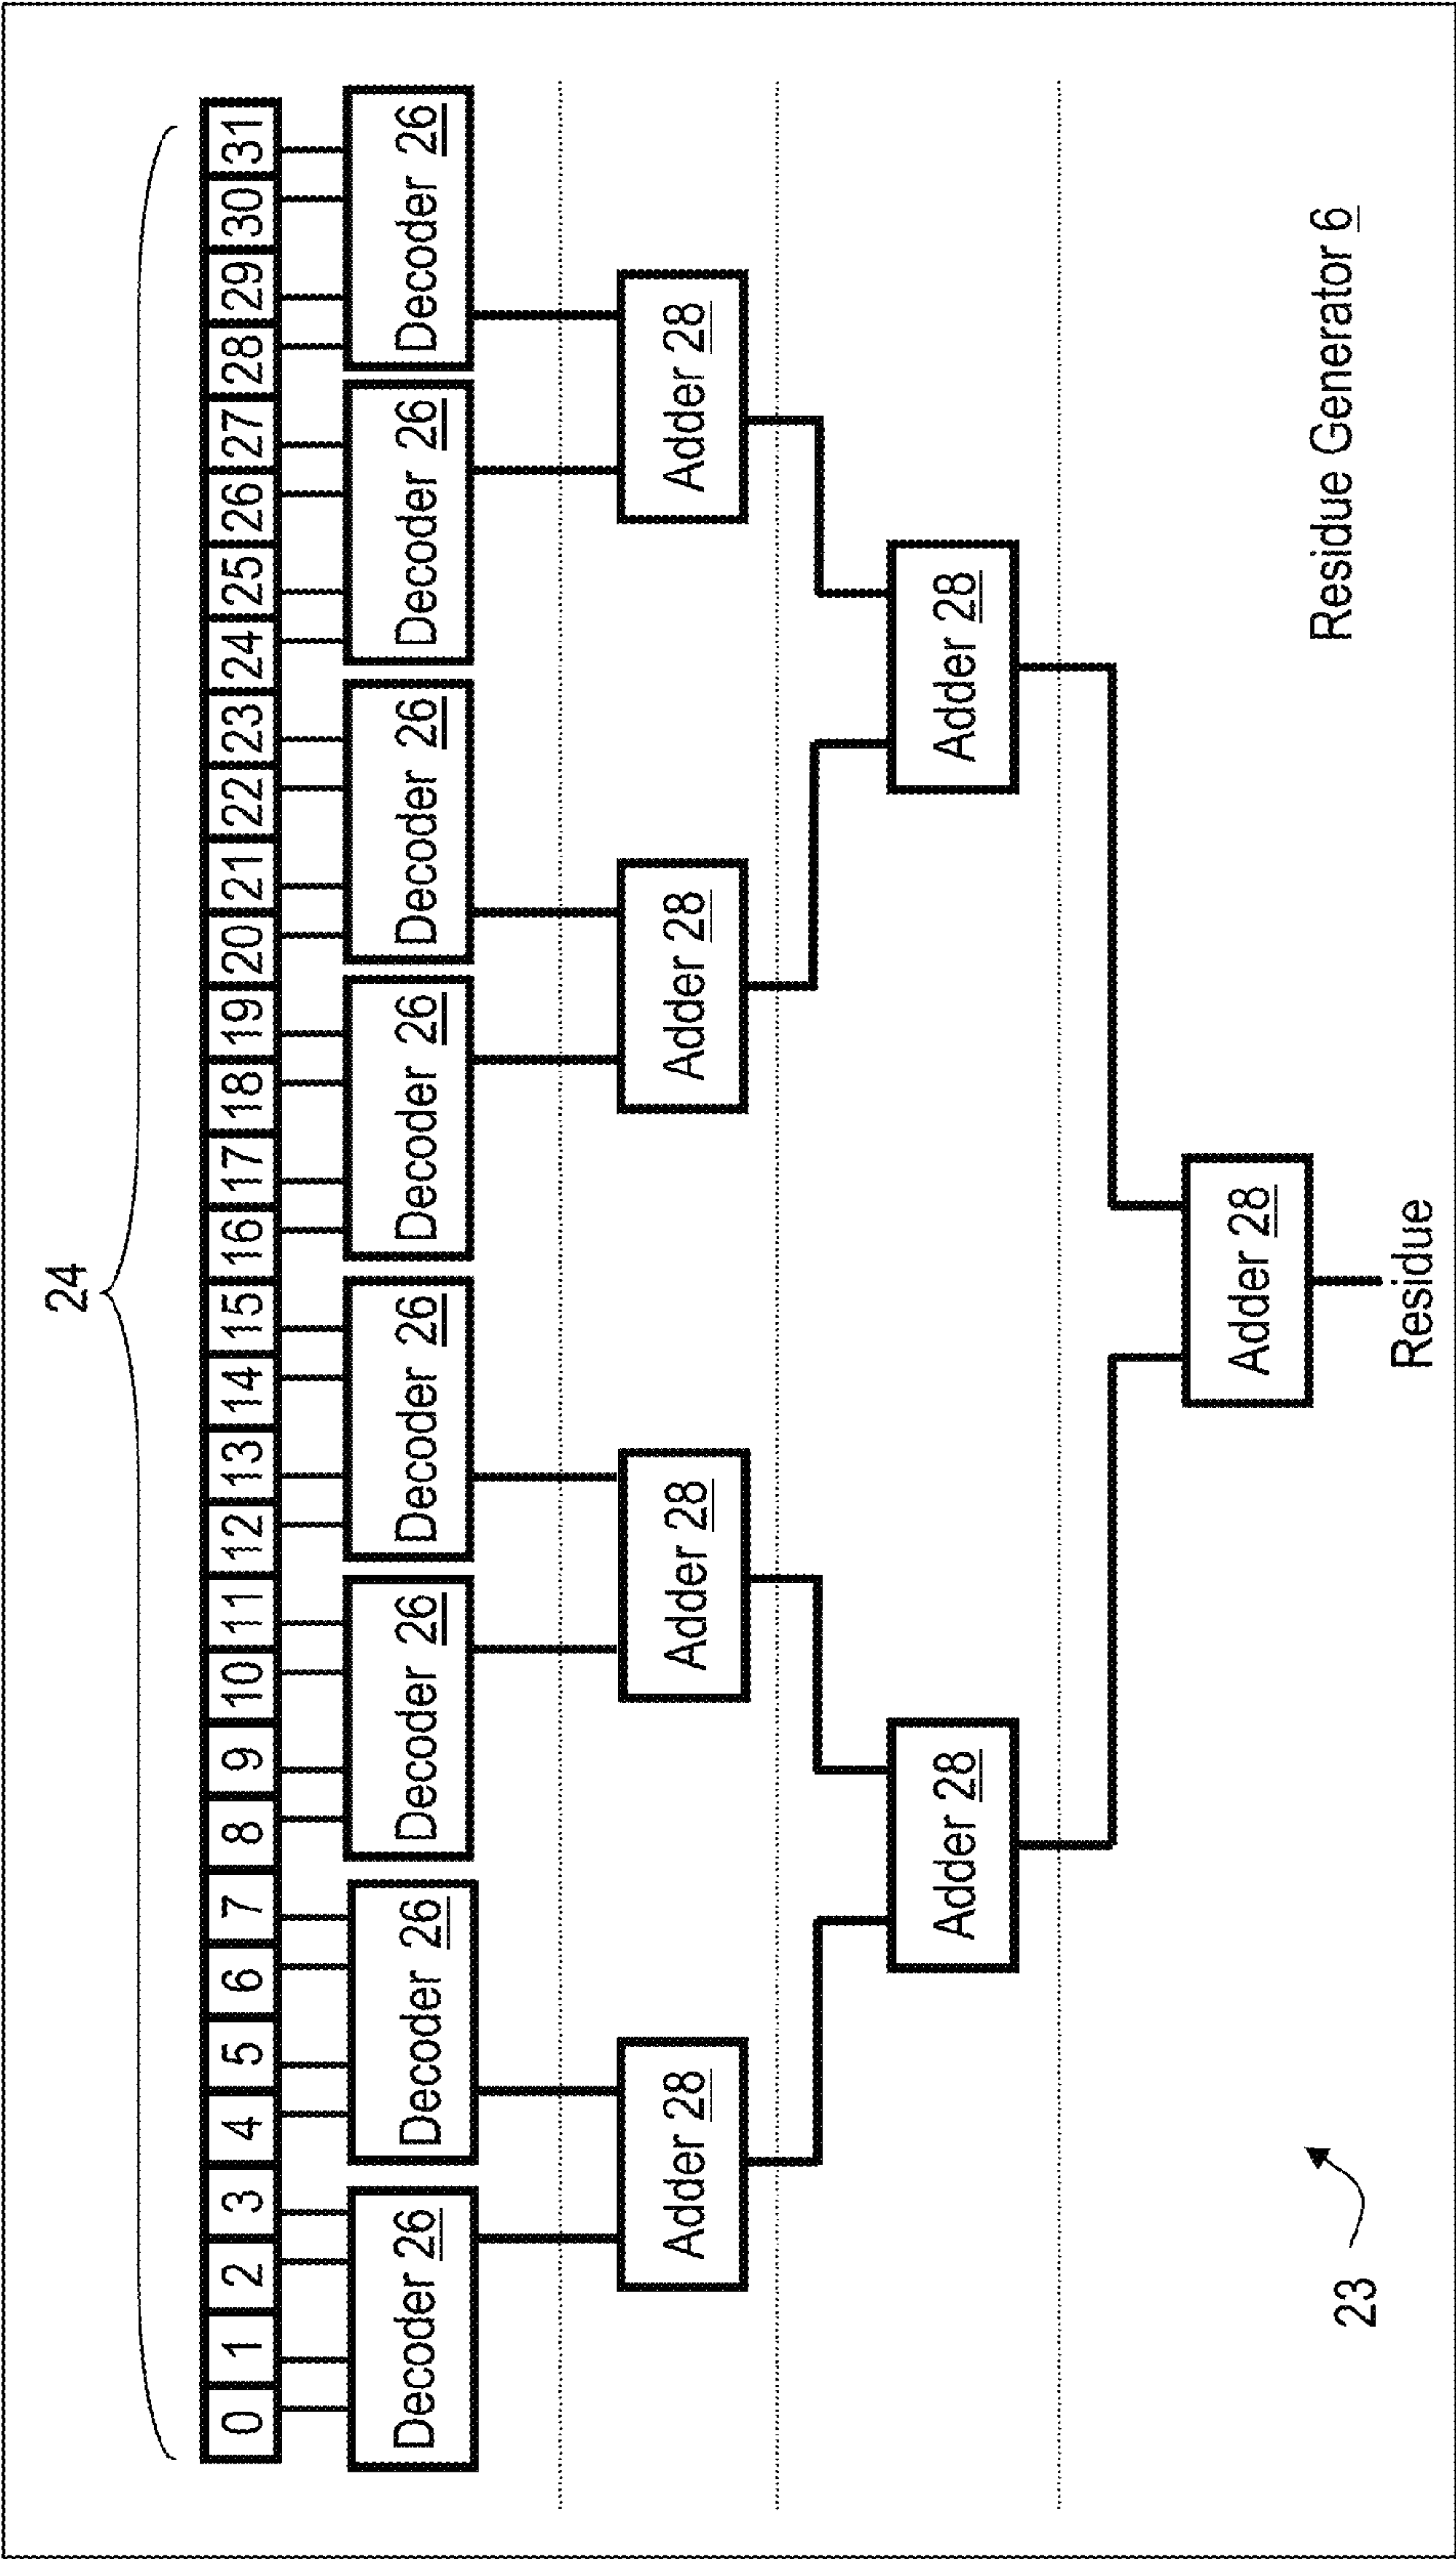 24
0 1 2 3 4 5 6 7 8 9 10 11 12 13 14 15 16 17 18 19 20 21 22 23 24 25 26 27 28 29 30 31
Decoder 26 Decoder 26 Decoder 26 Decoder 26 Decoder 26 Decoder 26 Decoder 26 Decoder 26
Adder 28 Adder 28 Adder 28 Adder 28
Adder 28 Adder 28
Adder 28
23
Residue
Residue Generator 6